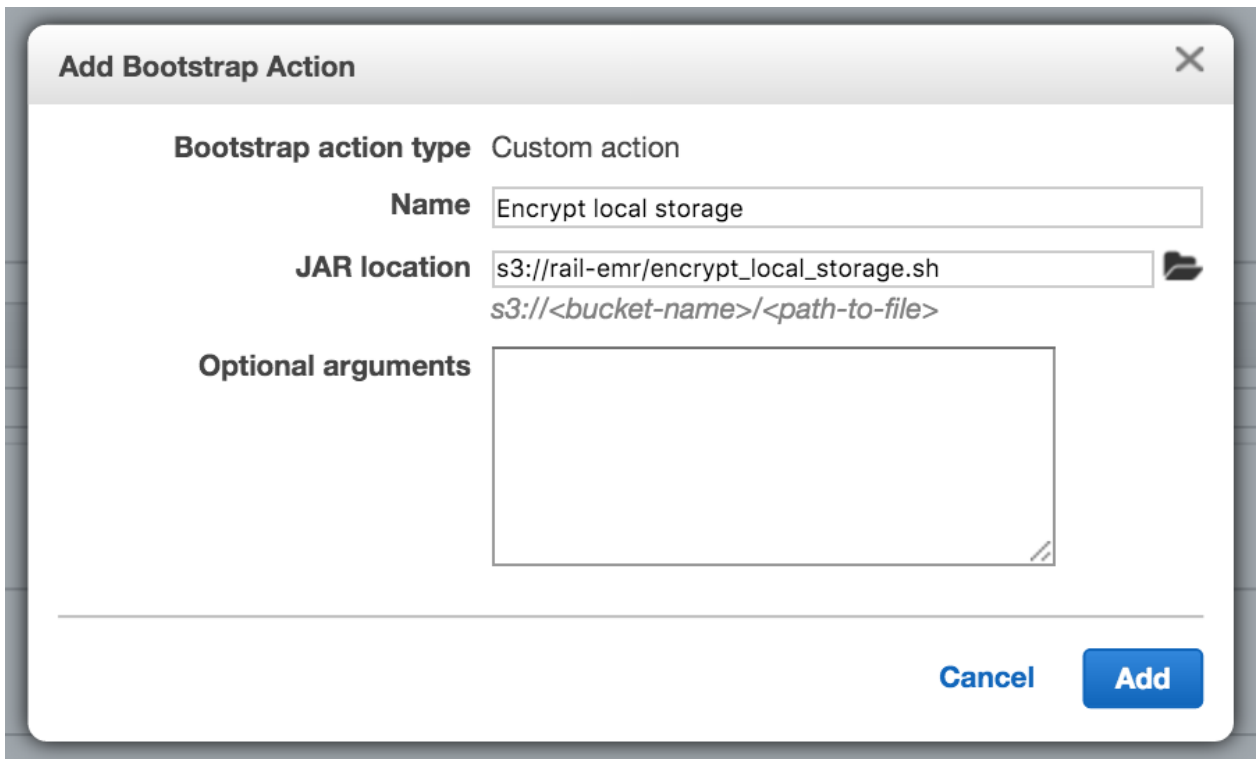 Add Bootstrap Action
Bootstrap action type Custom action
Name Encrypt local storage
JAR location s3://rail-emr/encrypt_local_storage.sh
s3://<bucket-name>/<path-to-file>
Optional arguments
Cancel Add